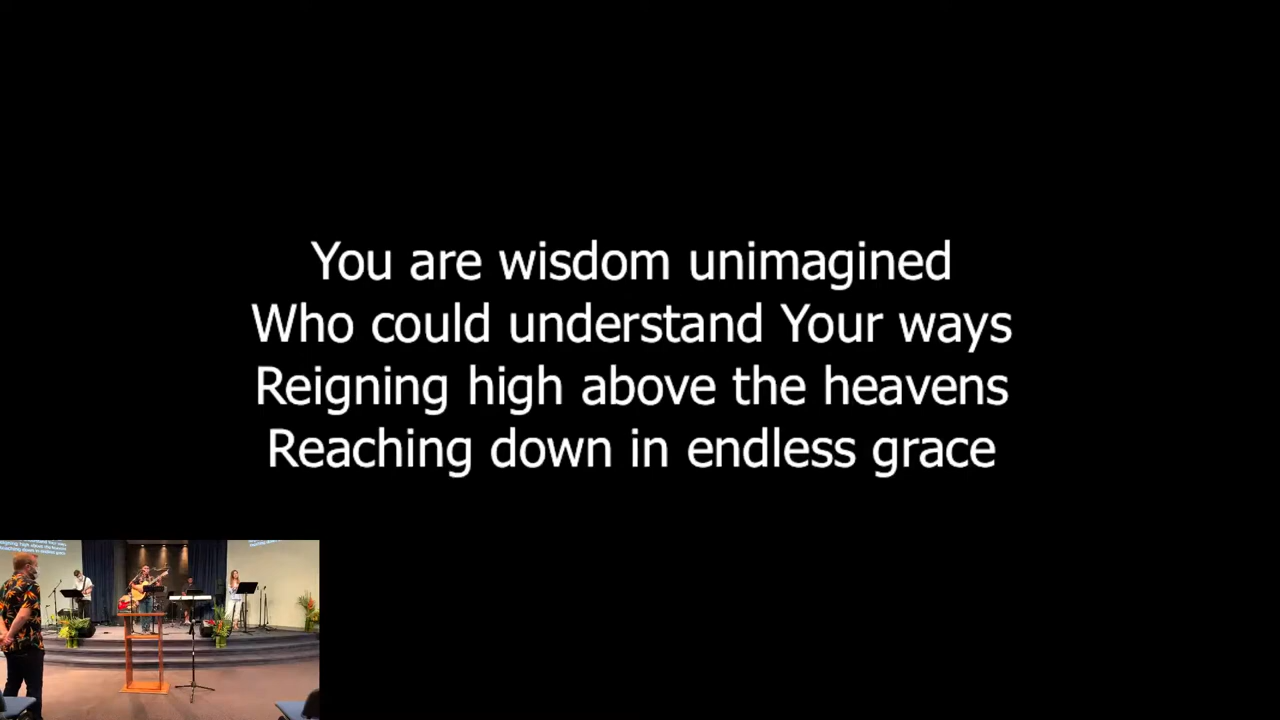 You are wisdom unimagined
Who could understand Your ways
Reigning high above the heavens
Reaching down in endless grace